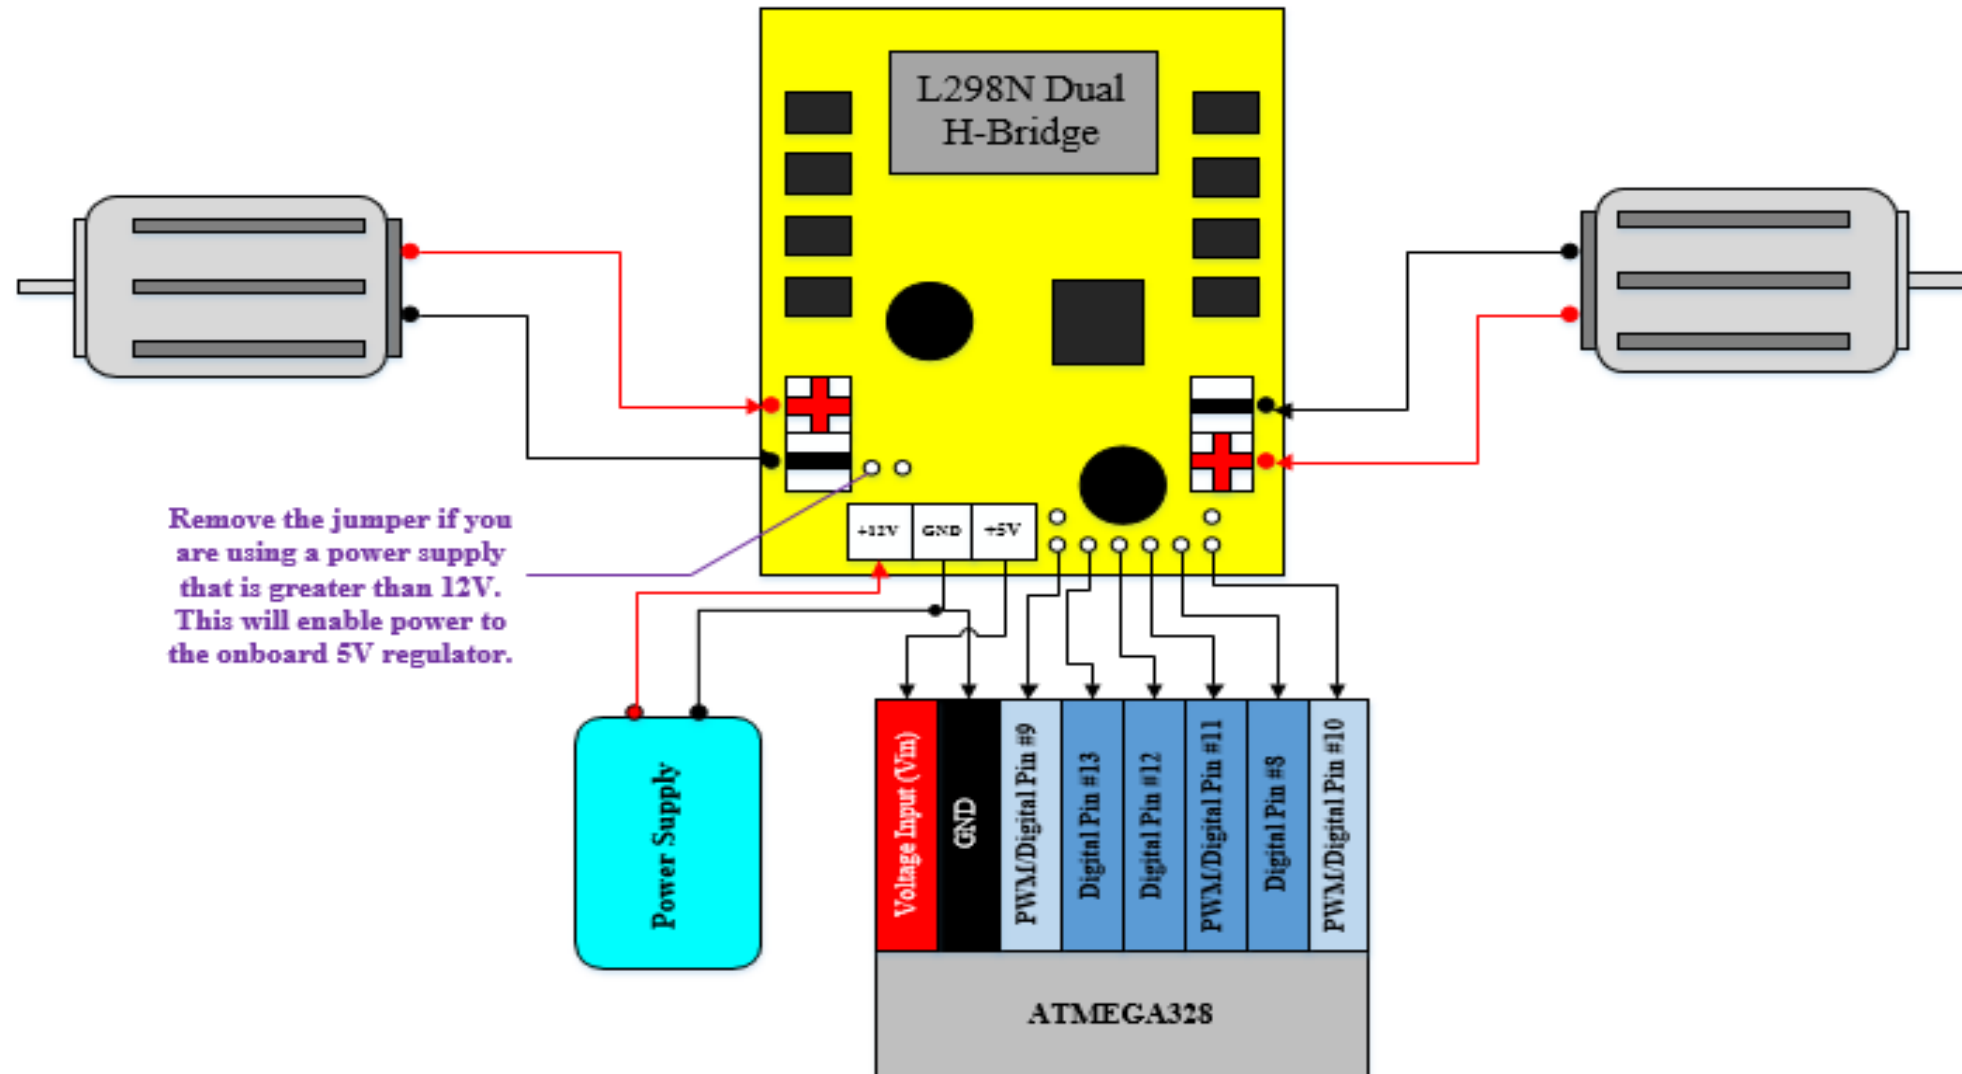 L298N Dual
H-Bridge
Remove the jumper if you
are using a power supply
that is greater than 12V.
This will enable power to
the onboard 5V regulator.
+12V
GND
+5V
Power Supply
Voltage Input (Vin)
GND
PWM/Digital Pin #9
Digital Pin #13
Digital Pin #12
PWM/Digital Pin #11
Digital Pin #8
PWM/Digital Pin #10
ATMEGA328